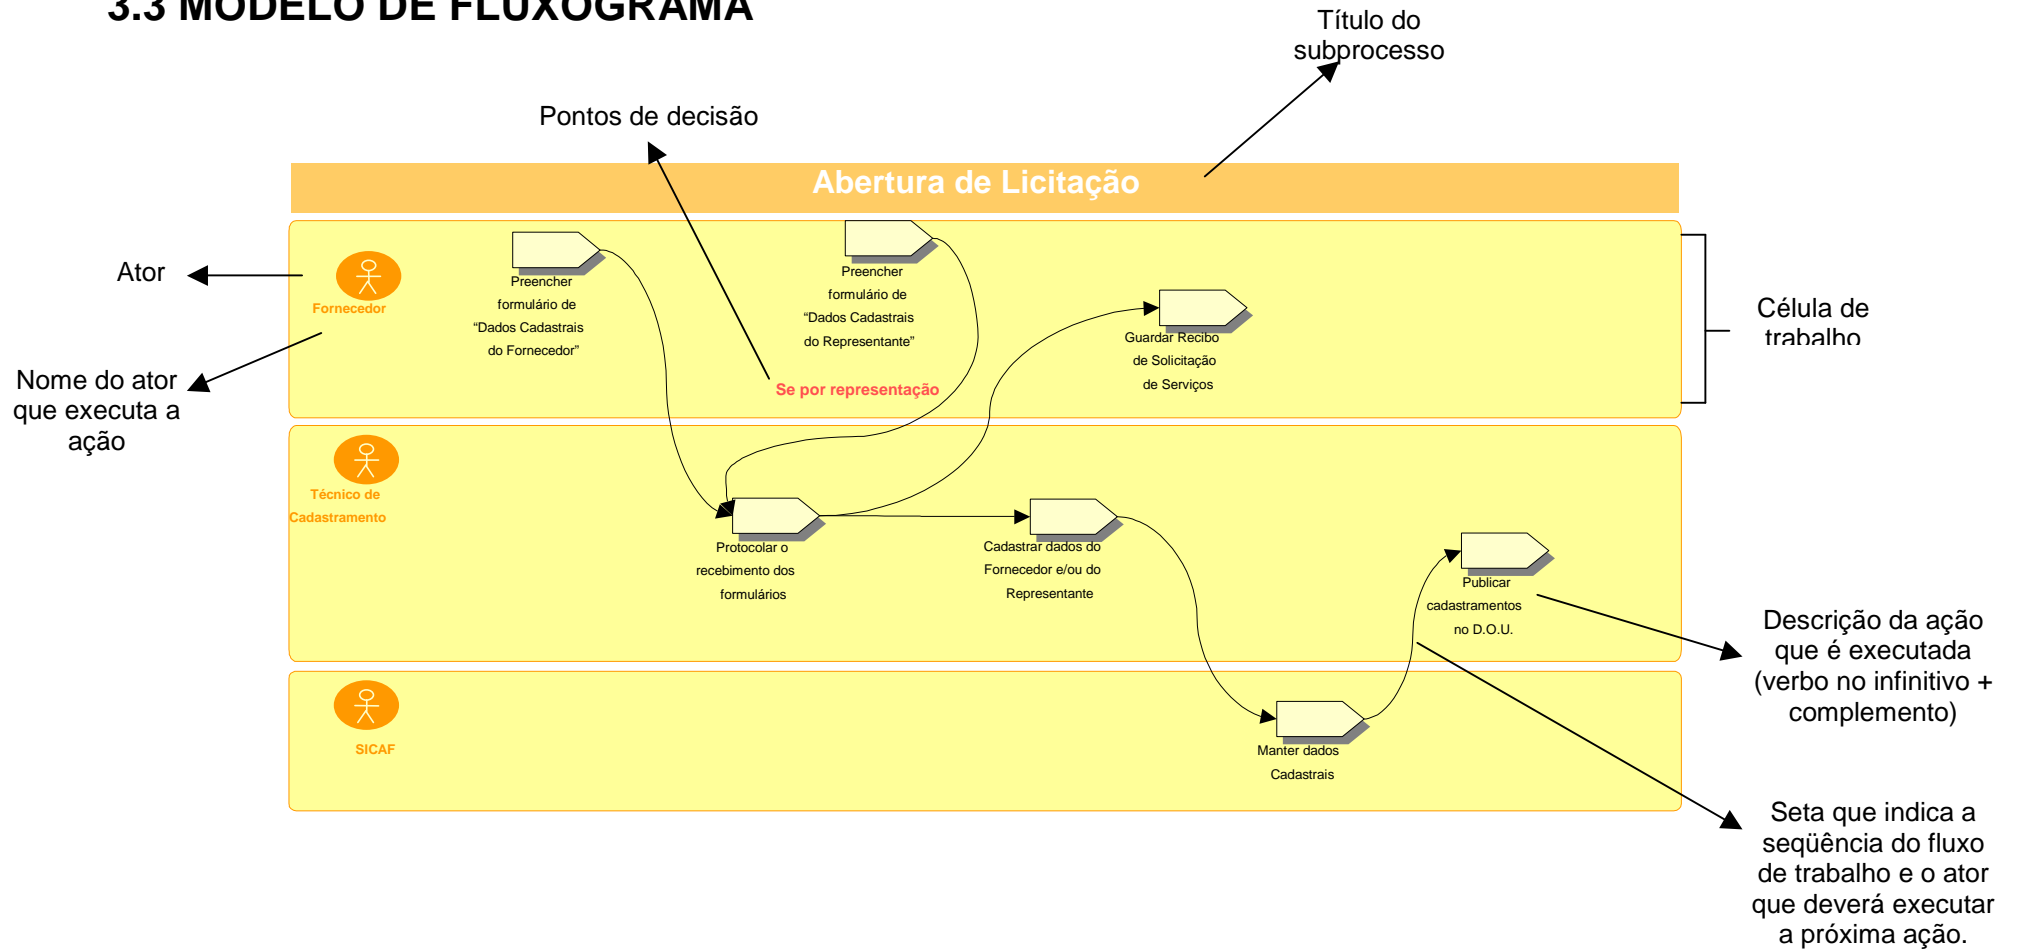 3.3 MODELO DE FLUXOGRAMA
Título do
subprocesso
Pontos de decisão
Abertura de Licitação
Ator
Fornecedor
Nome do ator
que executa a
ação
Preencher
formulário de
“Dados Cadastrais
do Fornecedor”
Preencher
formulário de
“Dados Cadastrais
do Representante”
Se por representação
Guardar Recibo
de Solicitação
de Serviços
Célula de
trabalho
Técnico de
Cadastramento
Protocolar o
recebimento dos
formulários
Cadastrar dados do
Fornecedor e/ou do
Representante
Publicar
cadastramentos
no D.O.U.
Descrição da ação
que é executada
(verbo no infinitivo +
complemento)
SICAF
Manter dados
Cadastrais
Seta que indica a
seqüência do fluxo
de trabalho e o ator
que deverá executar
a próxima ação.